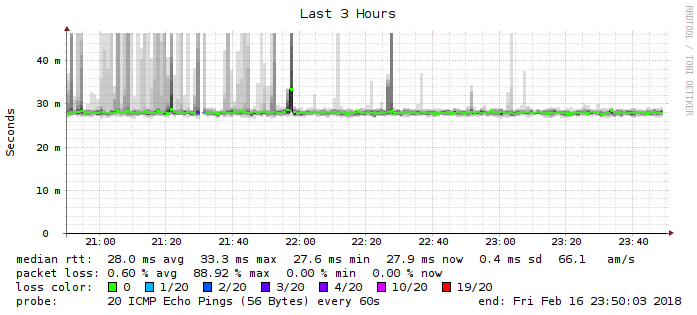 Last 3 Hours
RRDTOOL / TOBI OETIKER
Seconds
40 m
30 m
20 m
10 m
0
21:00 21:20 21:40 22:00 22:20 22:40 23:00 23:20 23:40
median rtt: 28.0 ms avg 33.3 ms max 27.6 ms min 27.9 ms now 0.4 ms sd 66.1 am/s
packet loss: 0.60 % avg 88.92 % max 0.00 % min 0.00 % now
loss color: 0 1/20 2/20 3/20 4/20 10/20 19/20
probe: 20 ICMP Echo Pings (56 Bytes) every 60s end: Fri Feb 16 23:50:03 2018